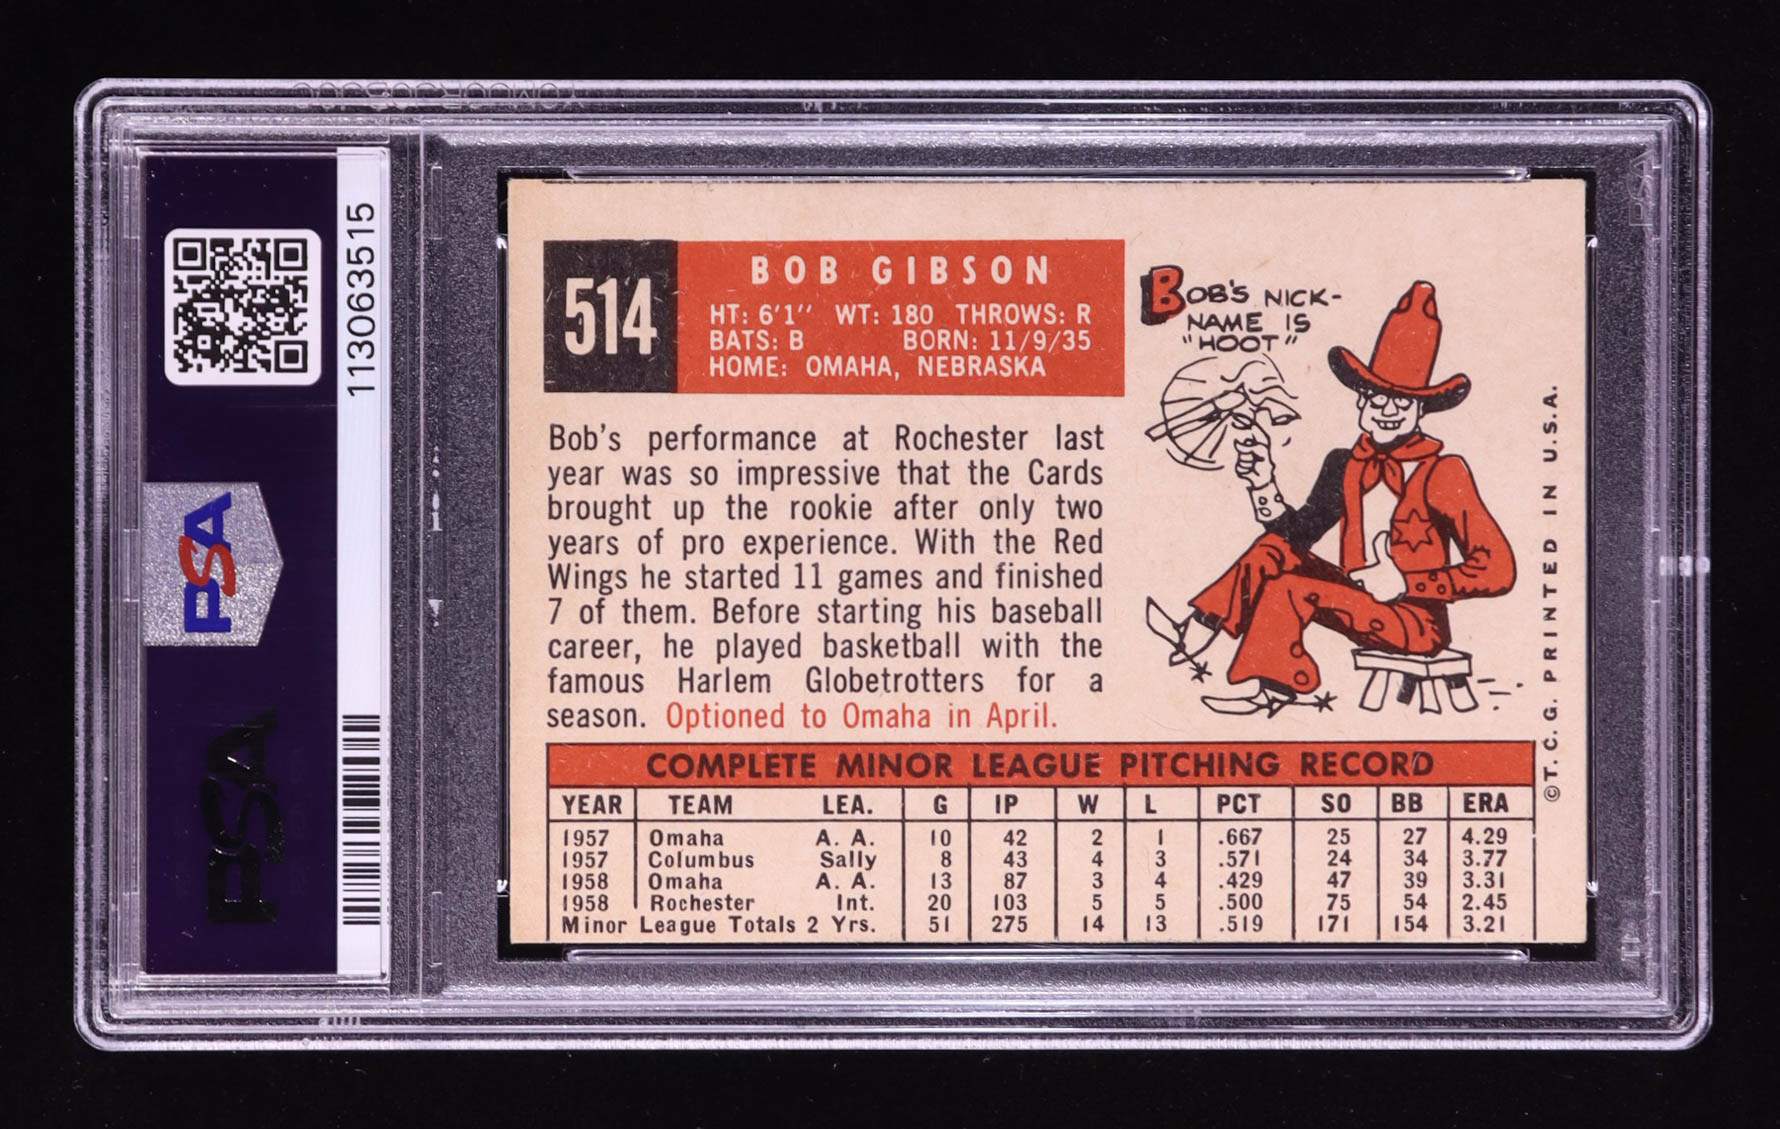 113063515
PSA
PSA
514
BOB GIBSON
HT: 6'1" WT: 180 THROWS: R
BATS: B BORN: 11/9/35
HOME: OMAHA, NEBRASKA
BOB'S NICK-
NAME IS
"HOOT"
Bob's performance at Rochester last
year was so impressive that the Cards
brought up the rookie after only two
years of pro experience. With the Red
Wings he started 11 games and finished
7 of them. Before starting his baseball
career, he played basketball with the
famous Harlem Globetrotters for a
season. Optioned to Omaha in April.
COMPLETE MINOR LEAGUE PITCHING RECORD
YEAR TEAM LEA. G IP W L PCT SO BB ERA
1957 Omaha A. A. 10 42 2 1 .667 25 27 4.29
1957 Columbus Sally 8 43 4 3 .571 24 34 3.77
1958 Omaha A. A. 13 87 3 4 .429 47 39 3.31
1958 Rochester Int. 20 103 5 5 .500 75 54 2.45
Minor League Totals 2 Yrs. 51 275 14 13 .519 171 154 3.21
©T. C. G. PRINTED IN U.S.A.